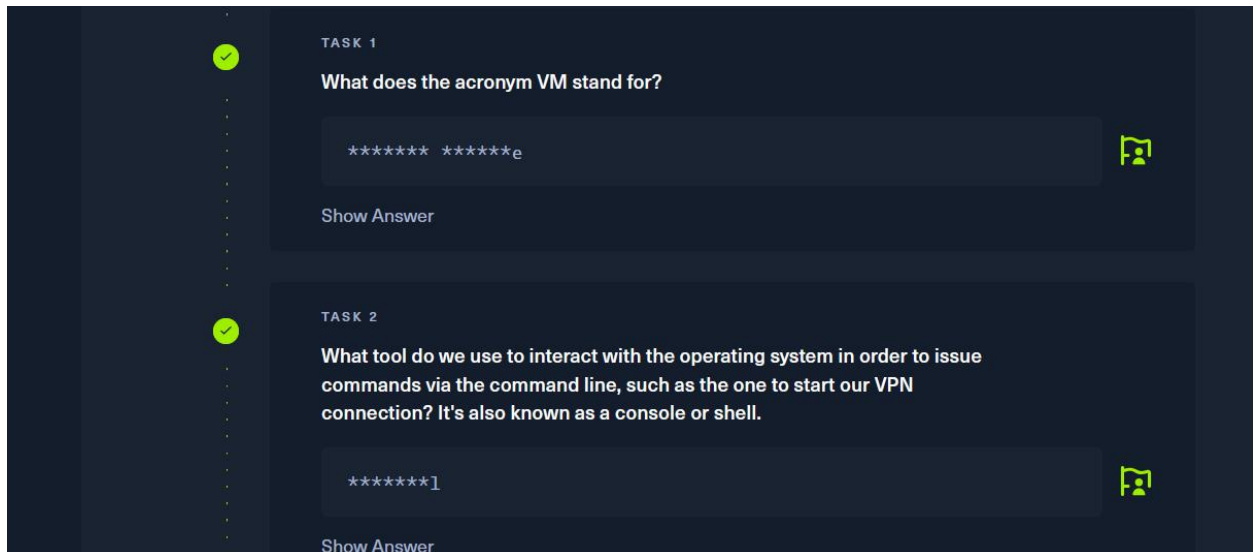 TASK 1
What does the acronym VM stand for?
******* ******e
Show Answer
TASK 2
What tool do we use to interact with the operating system in order to issue
commands via the command line, such as the one to start our VPN
connection? It's also known as a console or shell.
*******l
Show Answer